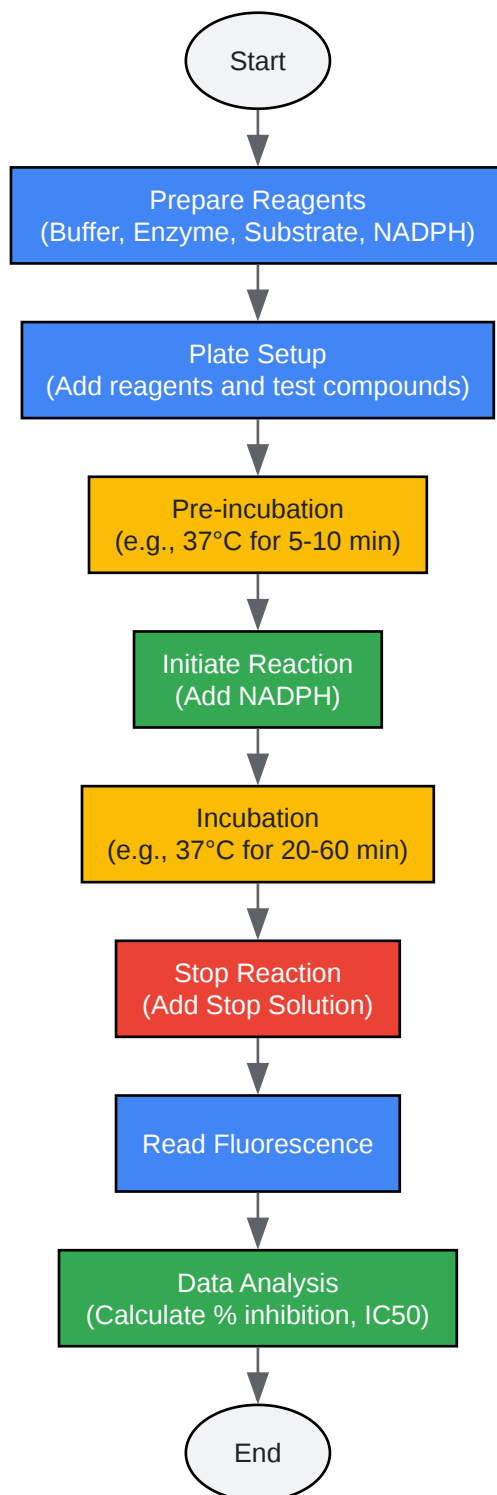 Start
Prepare Reagents
(Buffer, Enzyme, Substrate, NADPH)
Plate Setup
(Add reagents and test compounds)
Pre-incubation
(e.g., 37°C for 5-10 min)
Initiate Reaction
(Add NADPH)
Incubation
(e.g., 37°C for 20-60 min)
Stop Reaction
(Add Stop Solution)
Read Fluorescence
Data Analysis
(Calculate % inhibition, IC50)
End